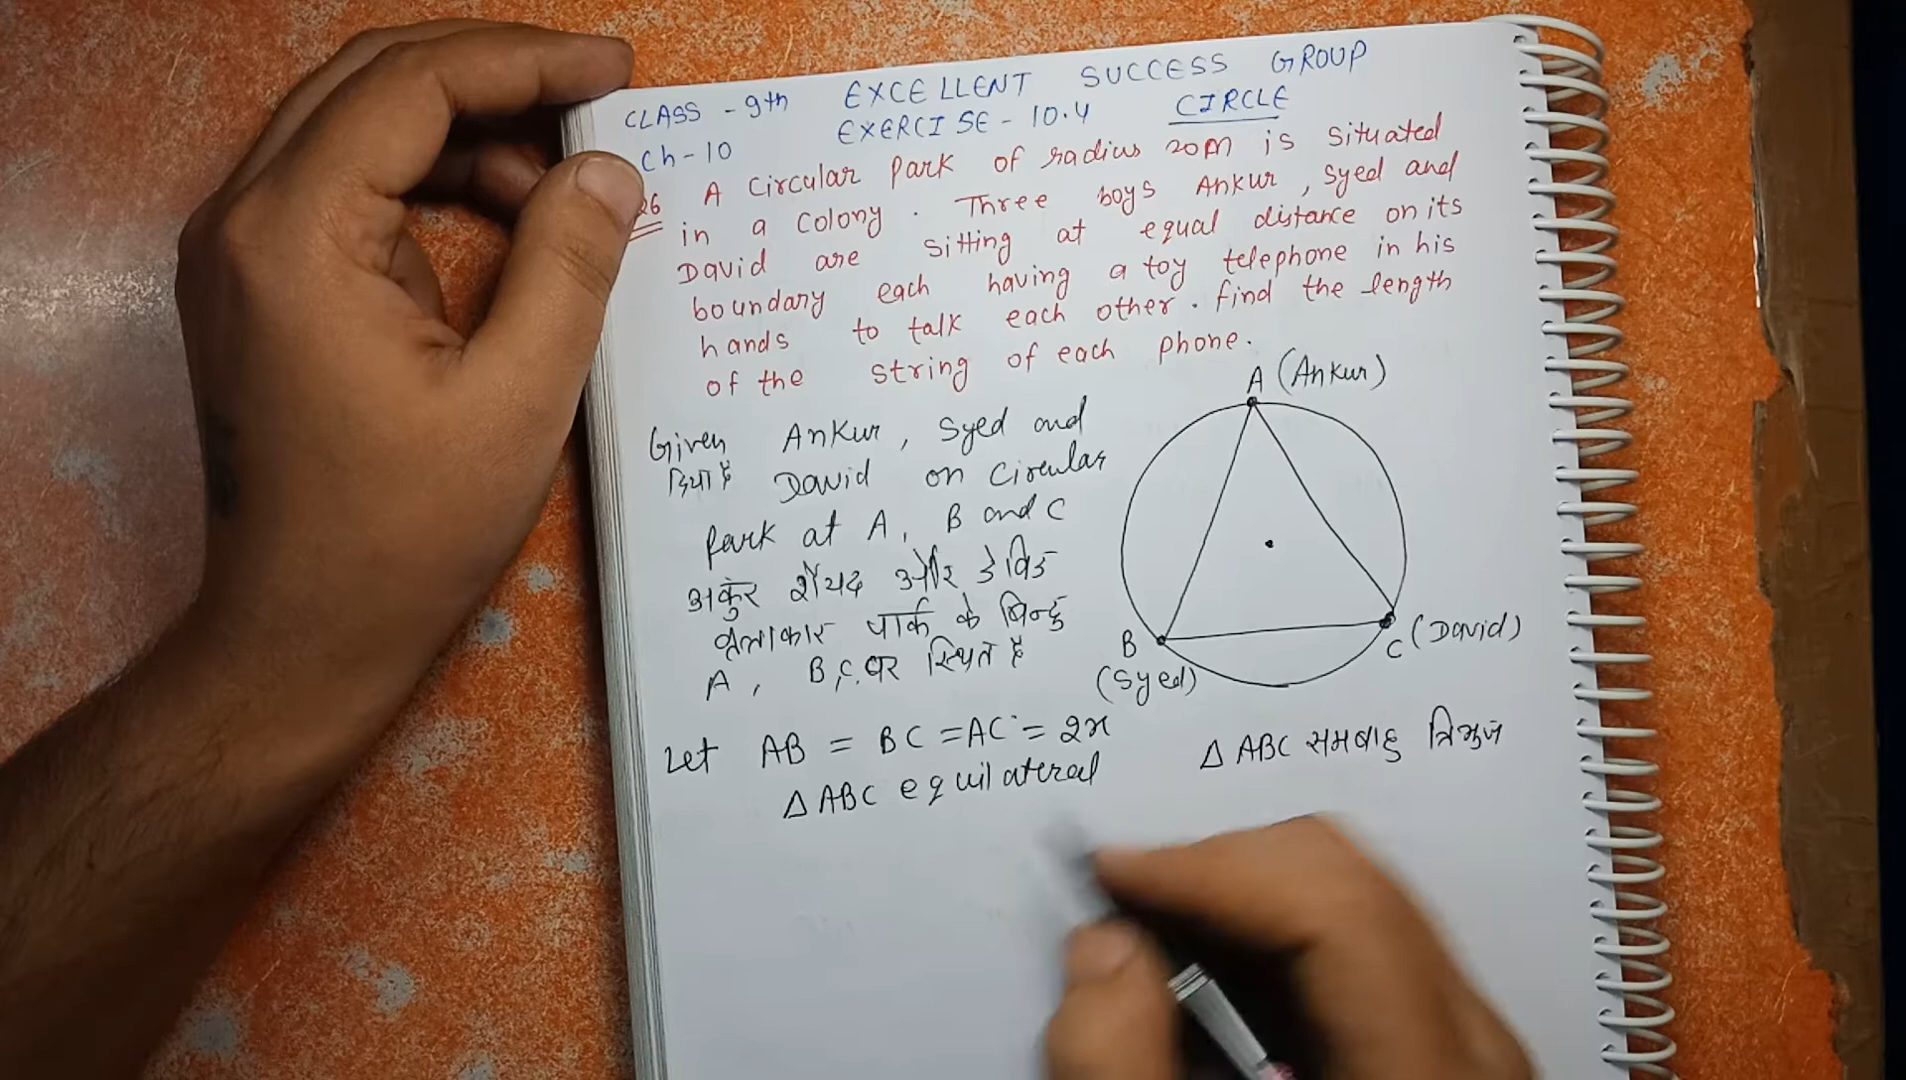 EXCELLENT SUCCESS GROUP
CLASS - 9th EXERCISE - 10.4 CIRCLE
Ch-10
26 A Circular Park of radius 20m is situated
in a Colony. Three boys Ankur, Syed and
David are sitting at equal distance on its
boundary each having a toy telephone in his
hands to talk each other. find the length
of the string of each phone.
A (Ankur)
Given Ankur, Syed and
दिया है David on Circular
Park at A, B and C
अकुंर शैयद और डेविड
वृत्ताकार पार्क के बिन्दु
A, B, C, पर स्थित है
B
(Syed)
C (David)
Let AB = BC = AC = 2x
△ ABC equilateral
△ ABC समबाहु त्रिभुज